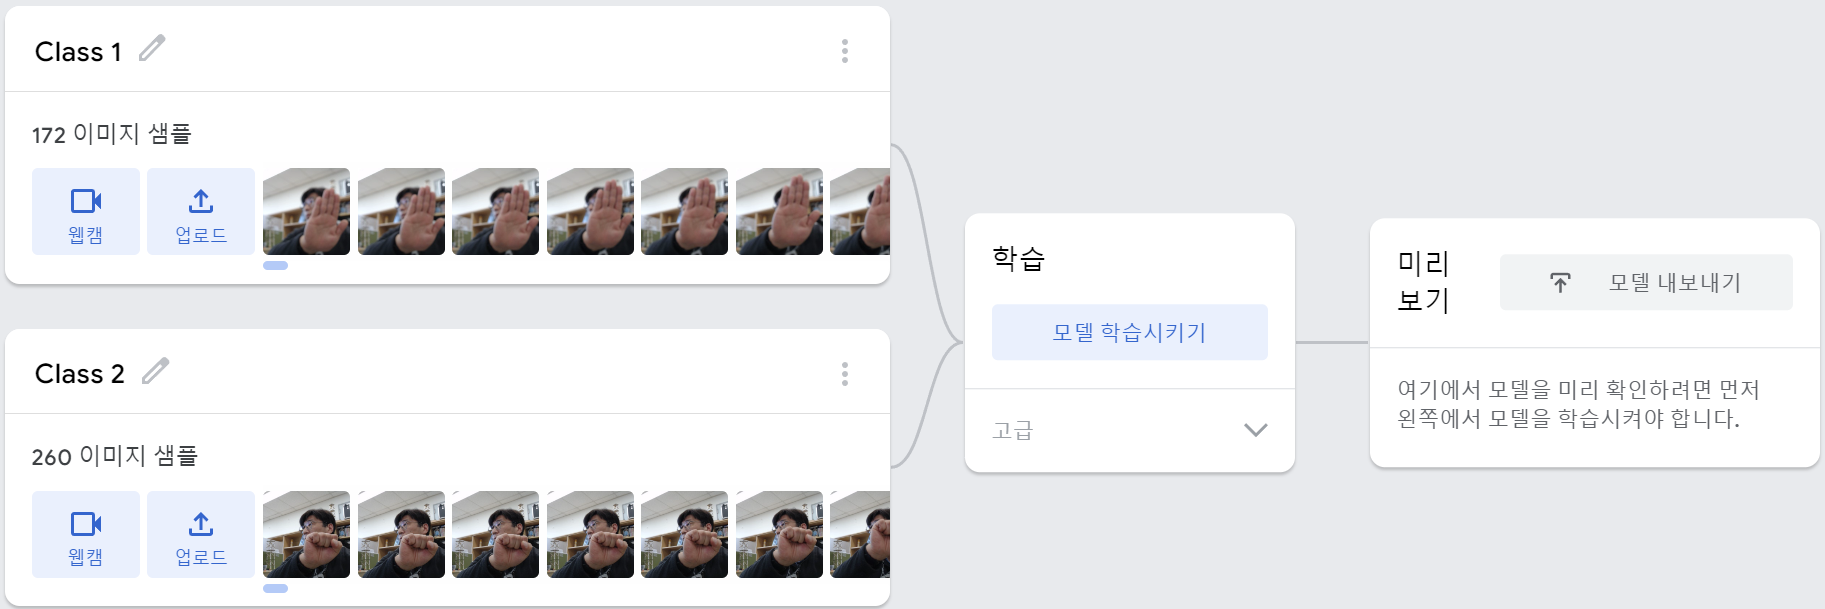 Class 1
172 이미지 샘플
웹캠
업로드
Class 2
260 이미지 샘플
웹캠
업로드
학습
모델 학습시키기
고급
미리
보기
모델 내보내기
여기에서 모델을 미리 확인하려면 먼저
왼쪽에서 모델을 학습시켜야 합니다.